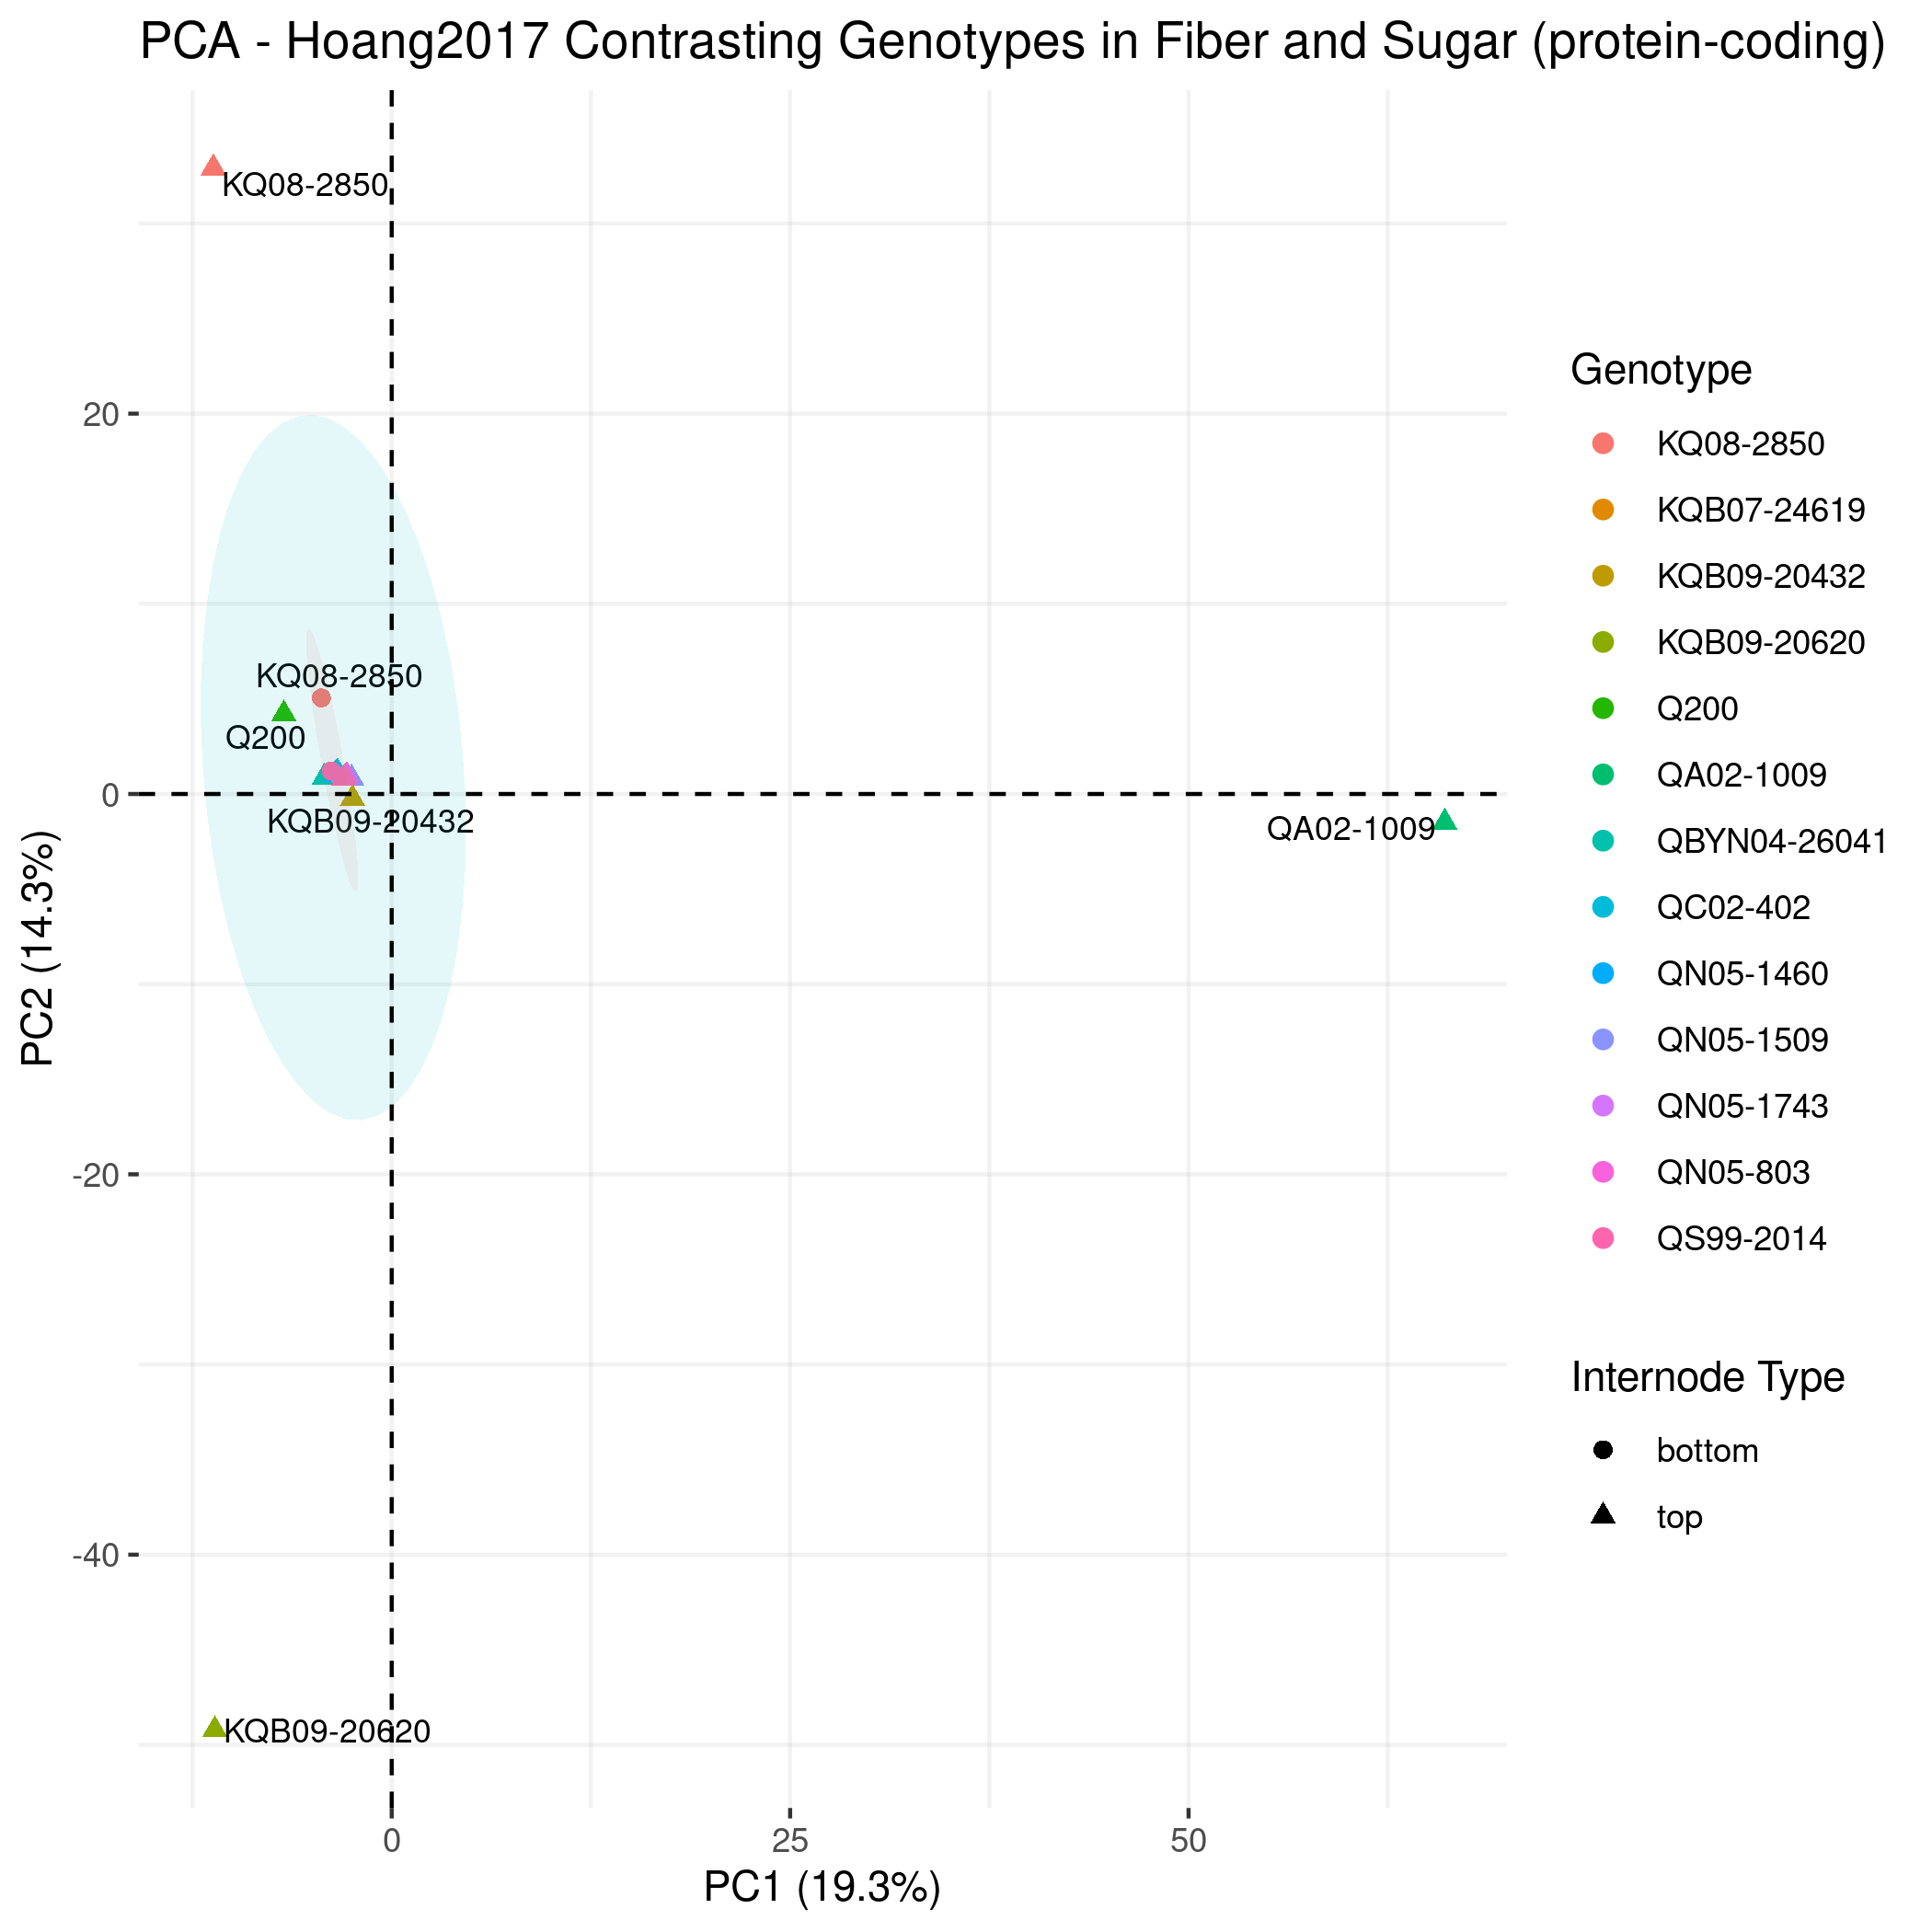 PCA - Hoang2017 Contrasting Genotypes in Fiber and Sugar (protein-coding)
KQ08-2850
20
KQ08-2850
Q200
0
KQB09-20432
QA02-1009
-20
-40
KQB09-20620
0
25
50
PC1 (19.3%)
PC2 (14.3%)
Genotype
KQ08-2850
KQB07-24619
KQB09-20432
KQB09-20620
Q200
QA02-1009
QBYN04-26041
QC02-402
QN05-1460
QN05-1509
QN05-1743
QN05-803
QS99-2014
Internode Type
bottom
top